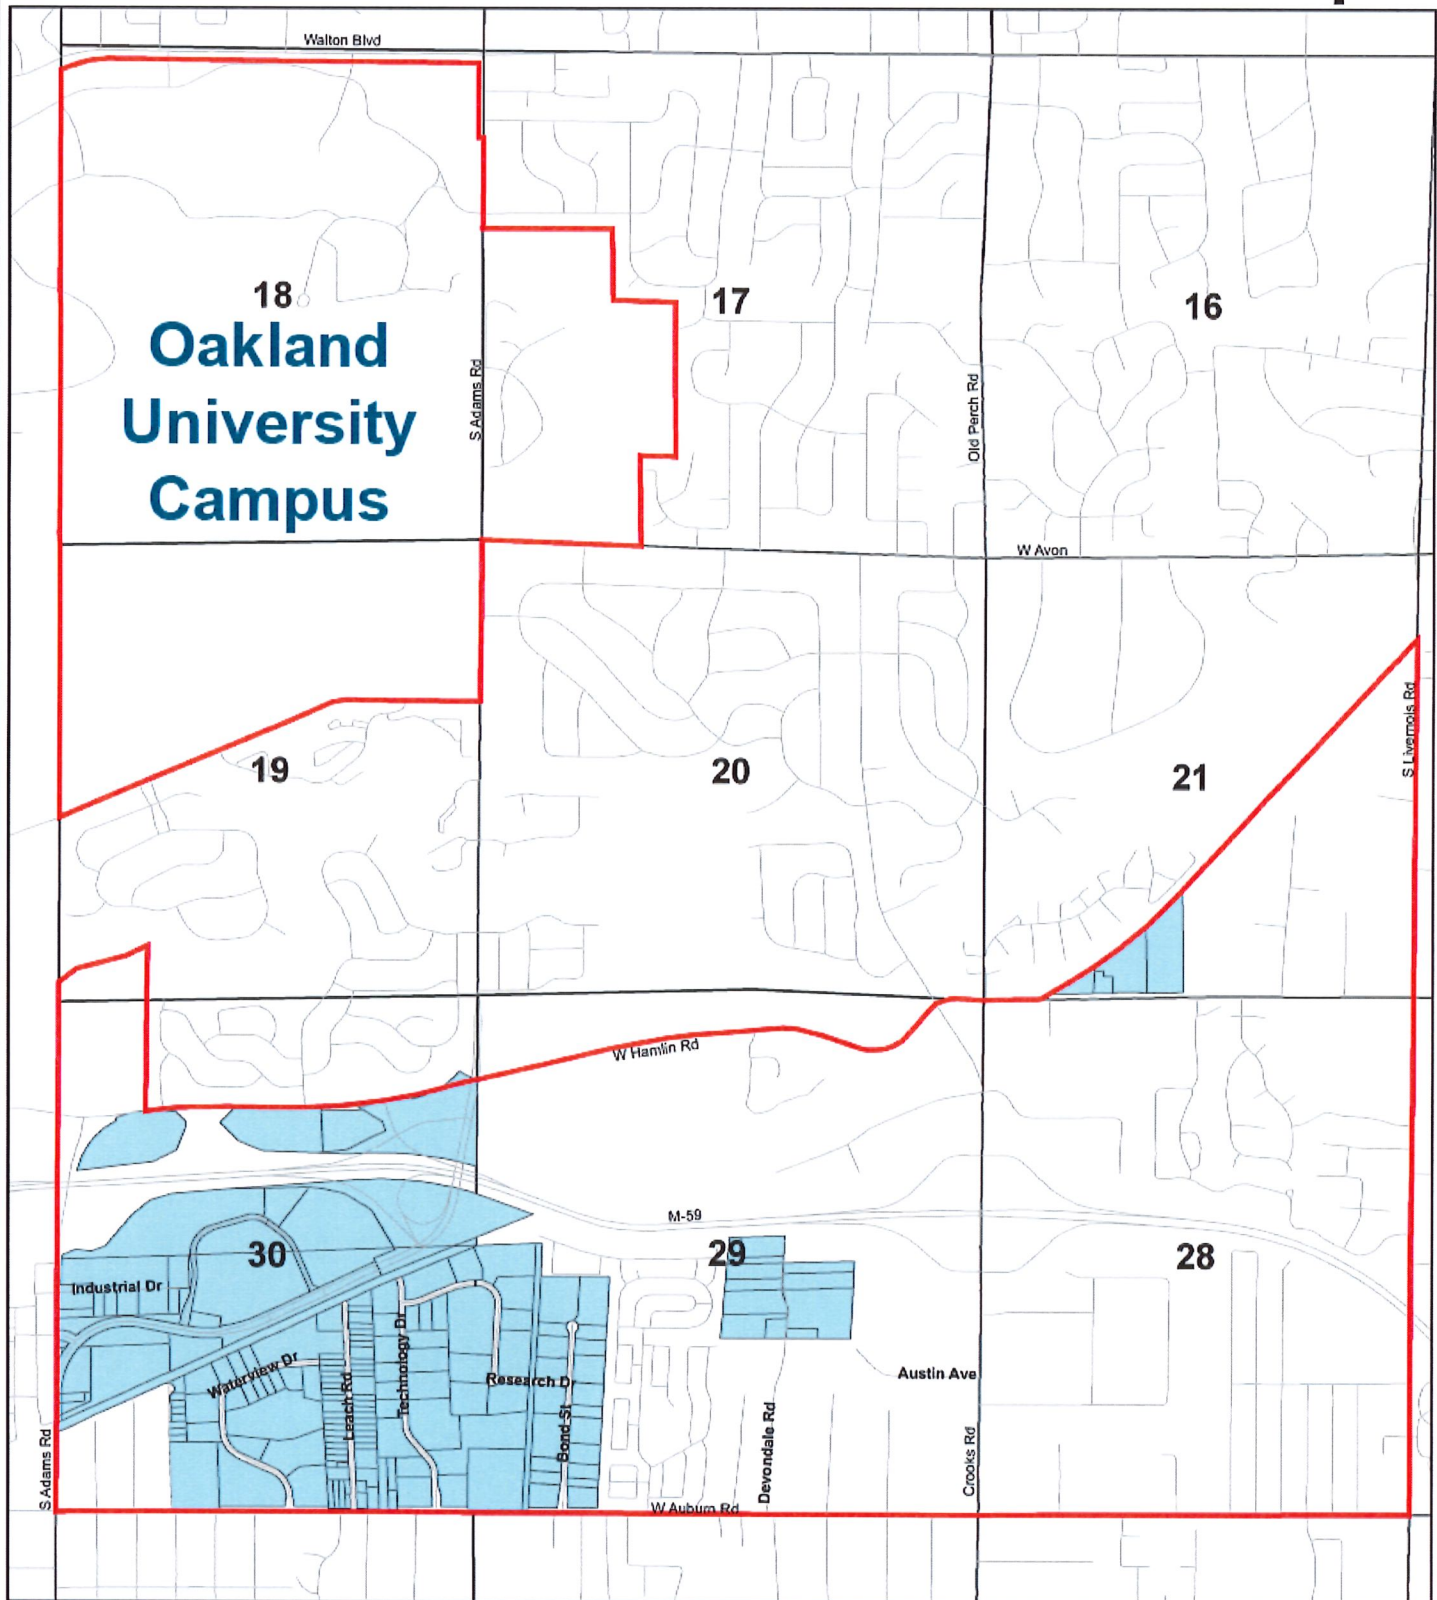 Walton Blvd
18
17
16
Oakland
University
Campus
S Adams Rd
Old Perch Rd
W Avon
S Livernois Rd
19
20
21
W Hamlin Rd
M-59
30
29
28
Industrial Dr
Waterview Dr
Leach Rd
Technology Dr
Research Dr
Bond St
Austin Ave
Devondale Rd
Crooks Rd
S Adams Rd
W Auburn Rd